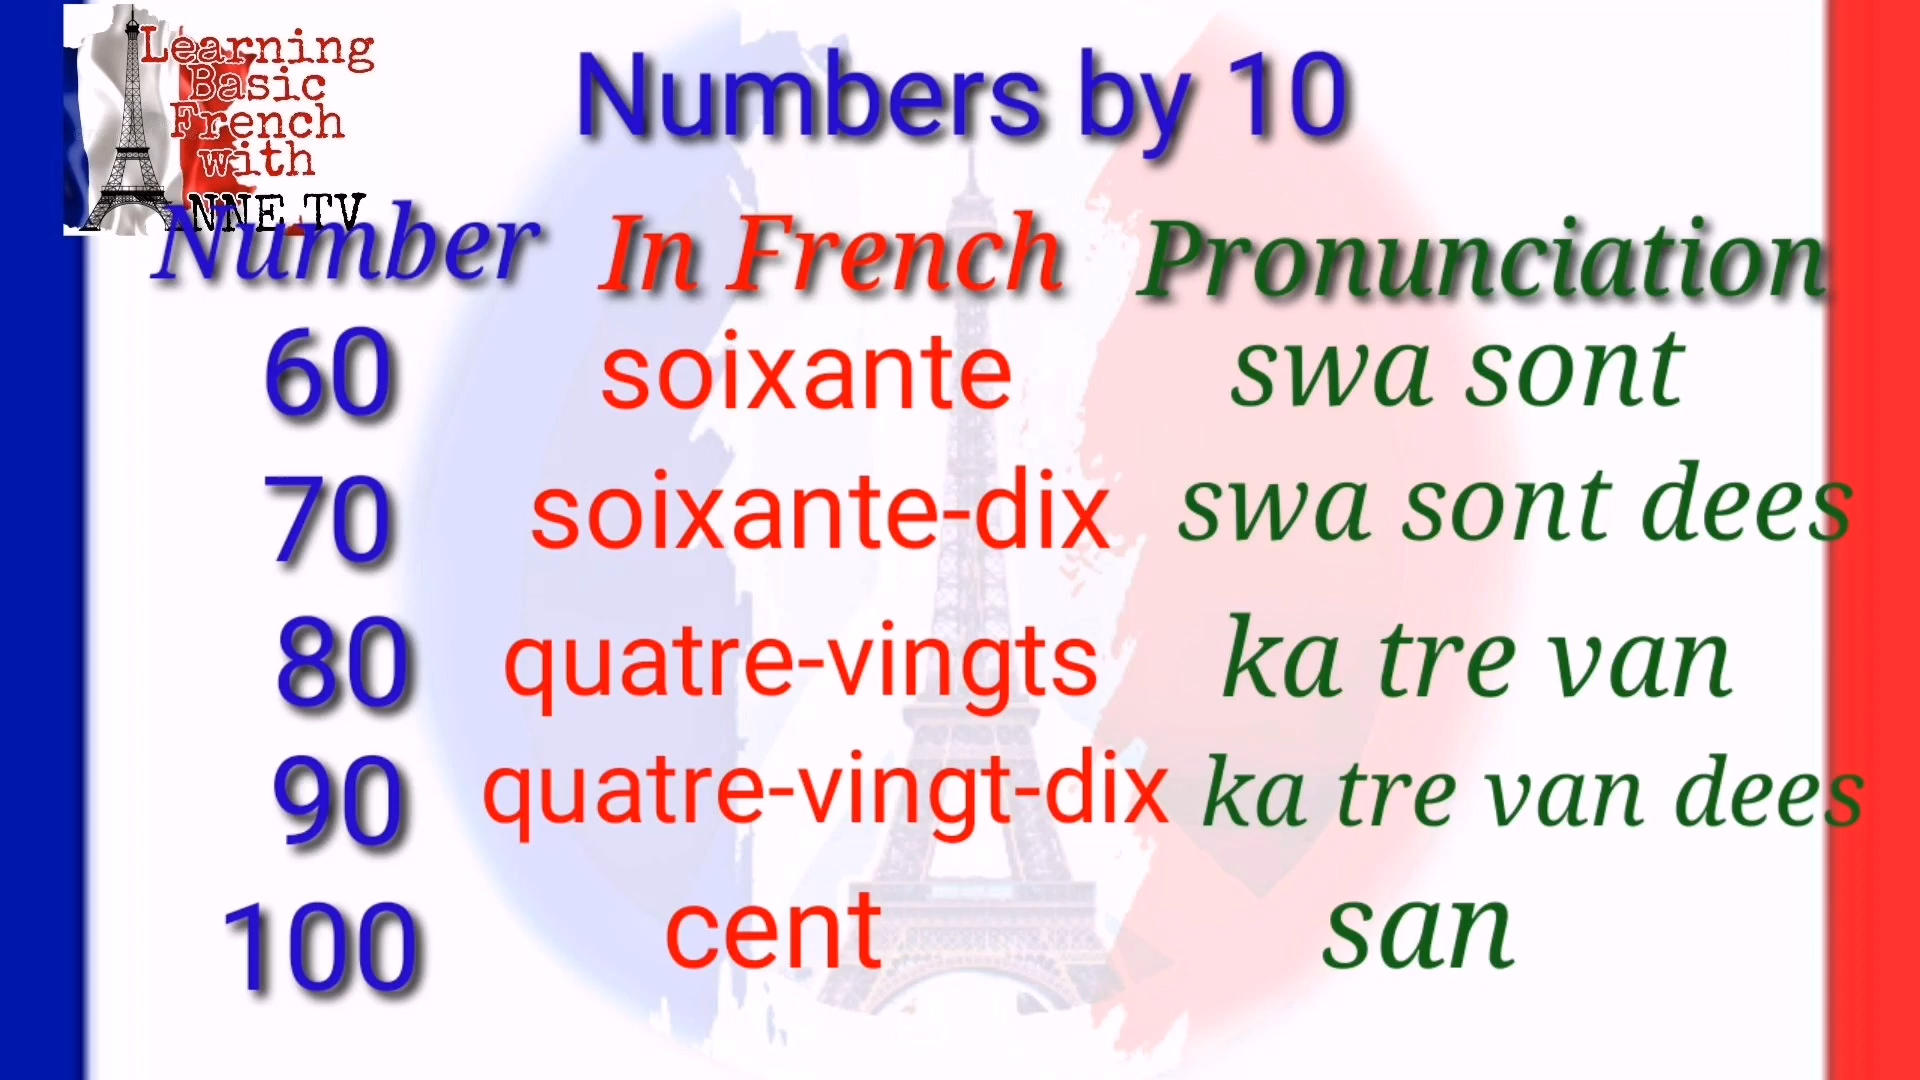 Learning
Basic
French
with
NNE TV
Numbers by 10
Number In French Pronunciation
60 soixante swa sont
70 soixante-dix swa sont dees
80 quatre-vingts ka tre van
90 quatre-vingt-dix ka tre van dees
100 cent san